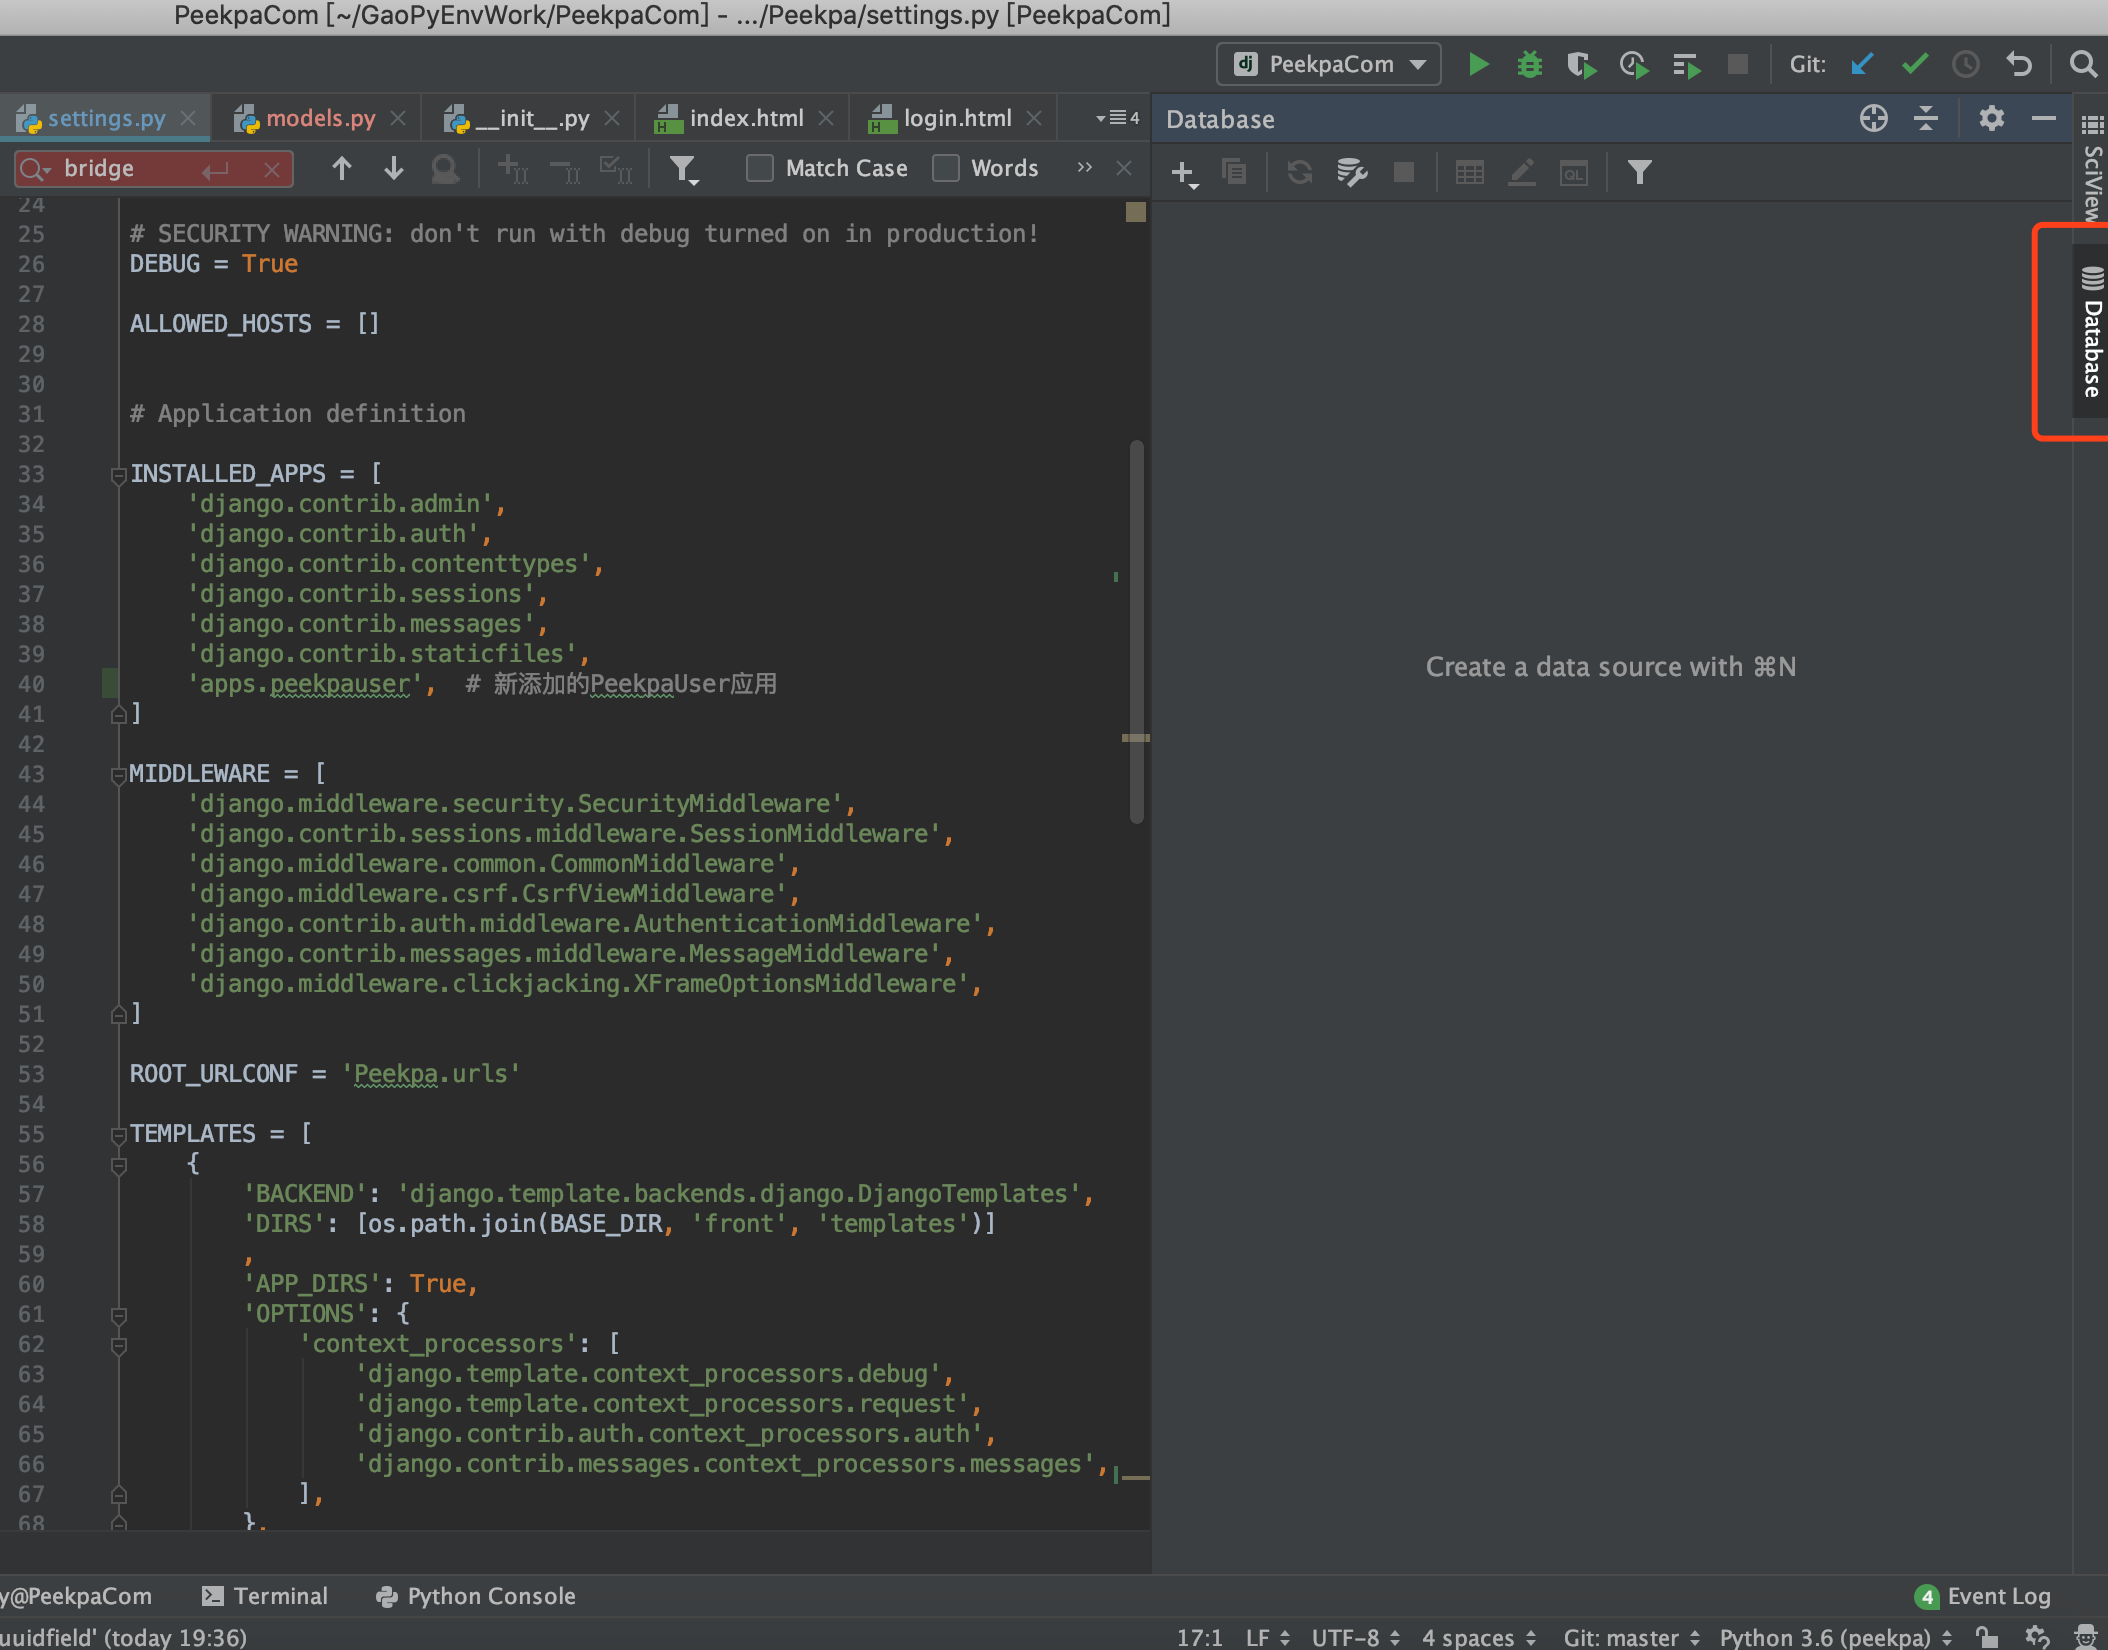 PeekpaCom [~/GaoPyEnvWork/PeekpaCom] - .../Peekpa/settings.py [PeekpaCom]
dj PeekpaCom Git:
settings.py models.py __init__.py index.html login.html 4 Database
bridge Match Case Words
24
25 # SECURITY WARNING: don't run with debug turned on in production!
26 DEBUG = True
27
28 ALLOWED_HOSTS = []
29
30
31 # Application definition
32
33 INSTALLED_APPS = [
34 'django.contrib.admin',
35 'django.contrib.auth',
36 'django.contrib.contenttypes',
37 'django.contrib.sessions',
38 'django.contrib.messages',
39 'django.contrib.staticfiles',
40 'apps.peekpauser', # 新添加的PeekpaUser应用
41 ]
42
43 MIDDLEWARE = [
44 'django.middleware.security.SecurityMiddleware',
45 'django.contrib.sessions.middleware.SessionMiddleware',
46 'django.middleware.common.CommonMiddleware',
47 'django.middleware.csrf.CsrfViewMiddleware',
48 'django.contrib.auth.middleware.AuthenticationMiddleware',
49 'django.contrib.messages.middleware.MessageMiddleware',
50 'django.middleware.clickjacking.XFrameOptionsMiddleware',
51 ]
52
53 ROOT_URLCONF = 'Peekpa.urls'
54
55 TEMPLATES = [
56 {
57 'BACKEND': 'django.template.backends.django.DjangoTemplates',
58 'DIRS': [os.path.join(BASE_DIR, 'front', 'templates')]
59 ,
60 'APP_DIRS': True,
61 'OPTIONS': {
62 'context_processors': [
63 'django.template.context_processors.debug',
64 'django.template.context_processors.request',
65 'django.contrib.auth.context_processors.auth',
66 'django.contrib.messages.context_processors.messages',
67 ],
68 },
QL
Create a data source with ⌘N
SciView
Database
y@PeekpaCom Terminal Python Console 4 Event Log
uuidfield' (today 19:36) 17:1 LF UTF-8 4 spaces Git: master Python 3.6 (peekpa)